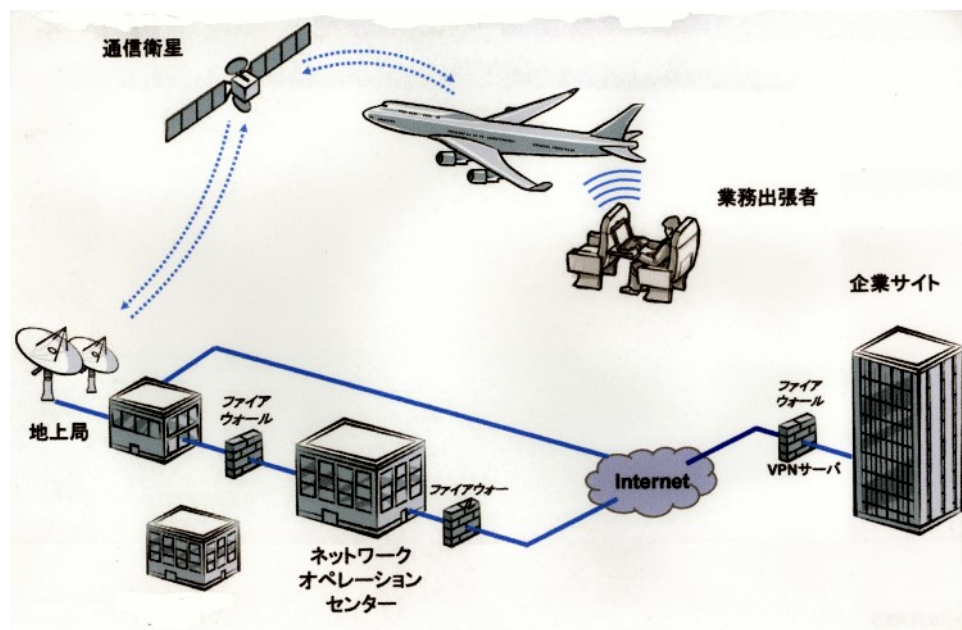 通信衛星
業務出張者
企業サイト
地上局
ファイア
ウォール
ファイアウォー
Internet
ファイア
ウォール
VPNサーバ
ネットワーク
オペレーション
センター